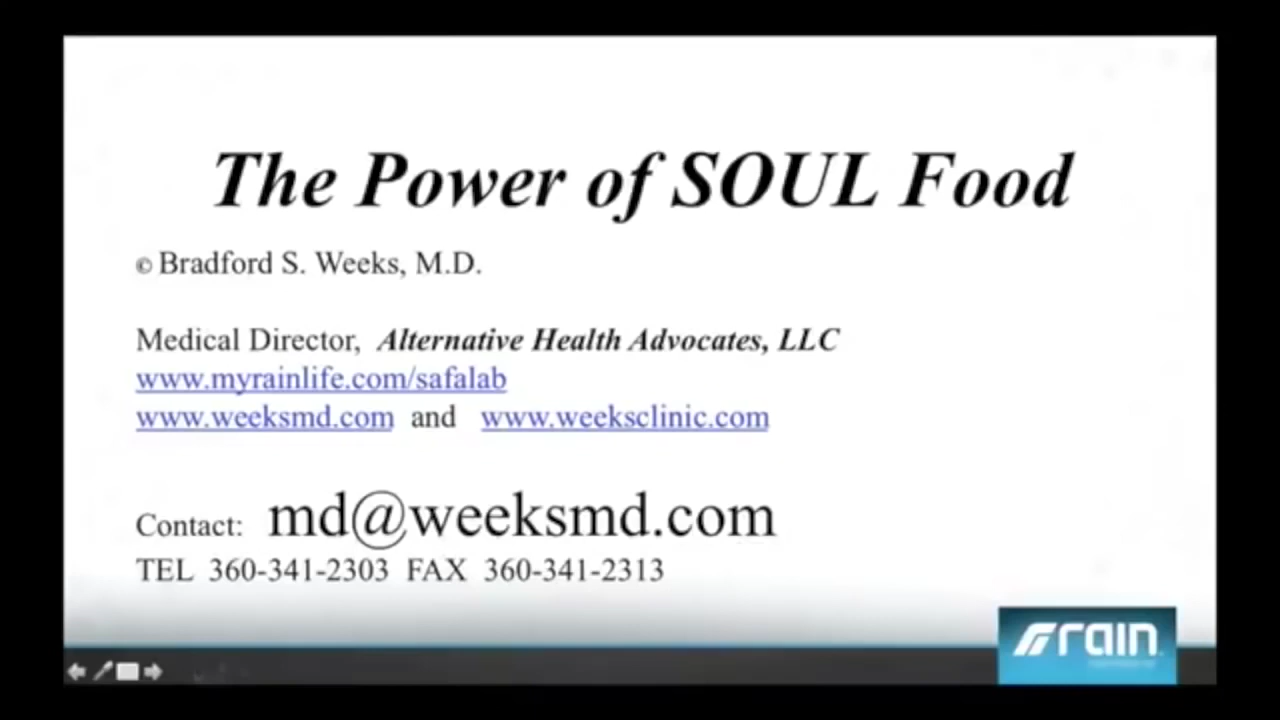 The Power of SOUL Food
© Bradford S. Weeks, M.D.
Medical Director, Alternative Health Advocates, LLC
www.myrainlife.com/safalab
www.weeksmd.com and www.weeksclinic.com
Contact: md@weeksmd.com
TEL 360-341-2303 FAX 360-341-2313
rain